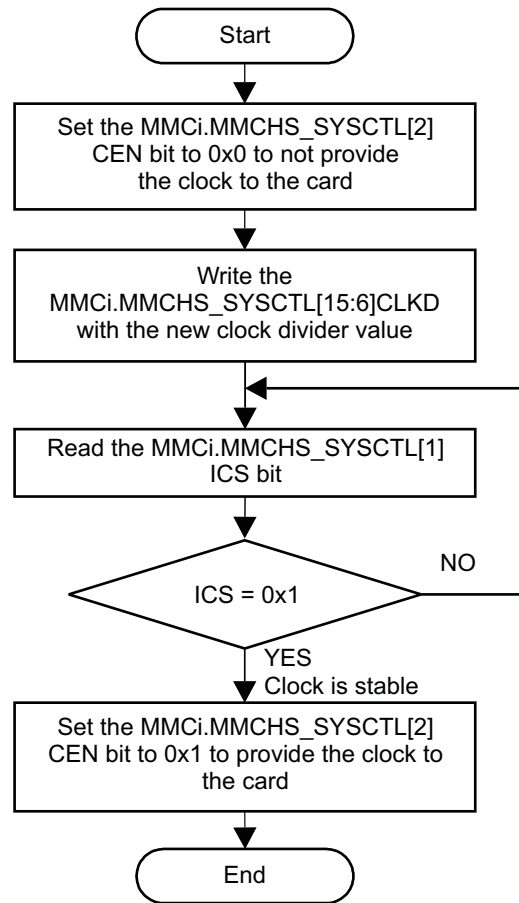 Start
Set the MMCi.MMCHS_SYSCTL[2]
CEN bit to 0x0 to not provide
the clock to the card
Write the
MMCi.MMCHS_SYSCTL[15:6]CLKD
with the new clock divider value
Read the MMCi.MMCHS_SYSCTL[1]
ICS bit
ICS = 0x1
NO
YES
Clock is stable
Set the MMCi.MMCHS_SYSCTL[2]
CEN bit to 0x1 to provide the clock to
the card
End